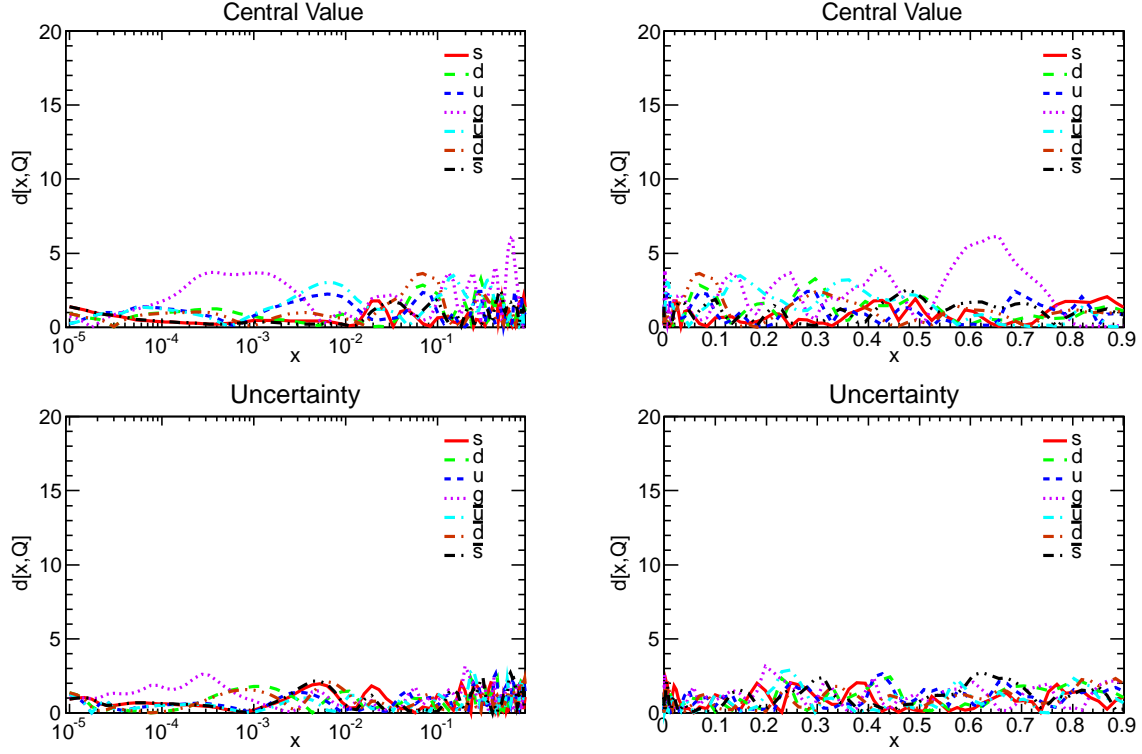 Central Value
20
15
10
5
0
d[x,Q]
s
d
u
g
u̅
d̅
s̅
10⁻⁵ 10⁻⁴ 10⁻³ 10⁻² 10⁻¹
x
Central Value
20
15
10
5
0
d[x,Q]
s
d
u
g
u̅
d̅
s̅
0 0.1 0.2 0.3 0.4 0.5 0.6 0.7 0.8 0.9
x
Uncertainty
20
15
10
5
0
d[x,Q]
s
d
u
g
u̅
d̅
s̅
10⁻⁵ 10⁻⁴ 10⁻³ 10⁻² 10⁻¹
x
Uncertainty
20
15
10
5
0
d[x,Q]
s
d
u
g
u̅
d̅
s̅
0 0.1 0.2 0.3 0.4 0.5 0.6 0.7 0.8 0.9
x